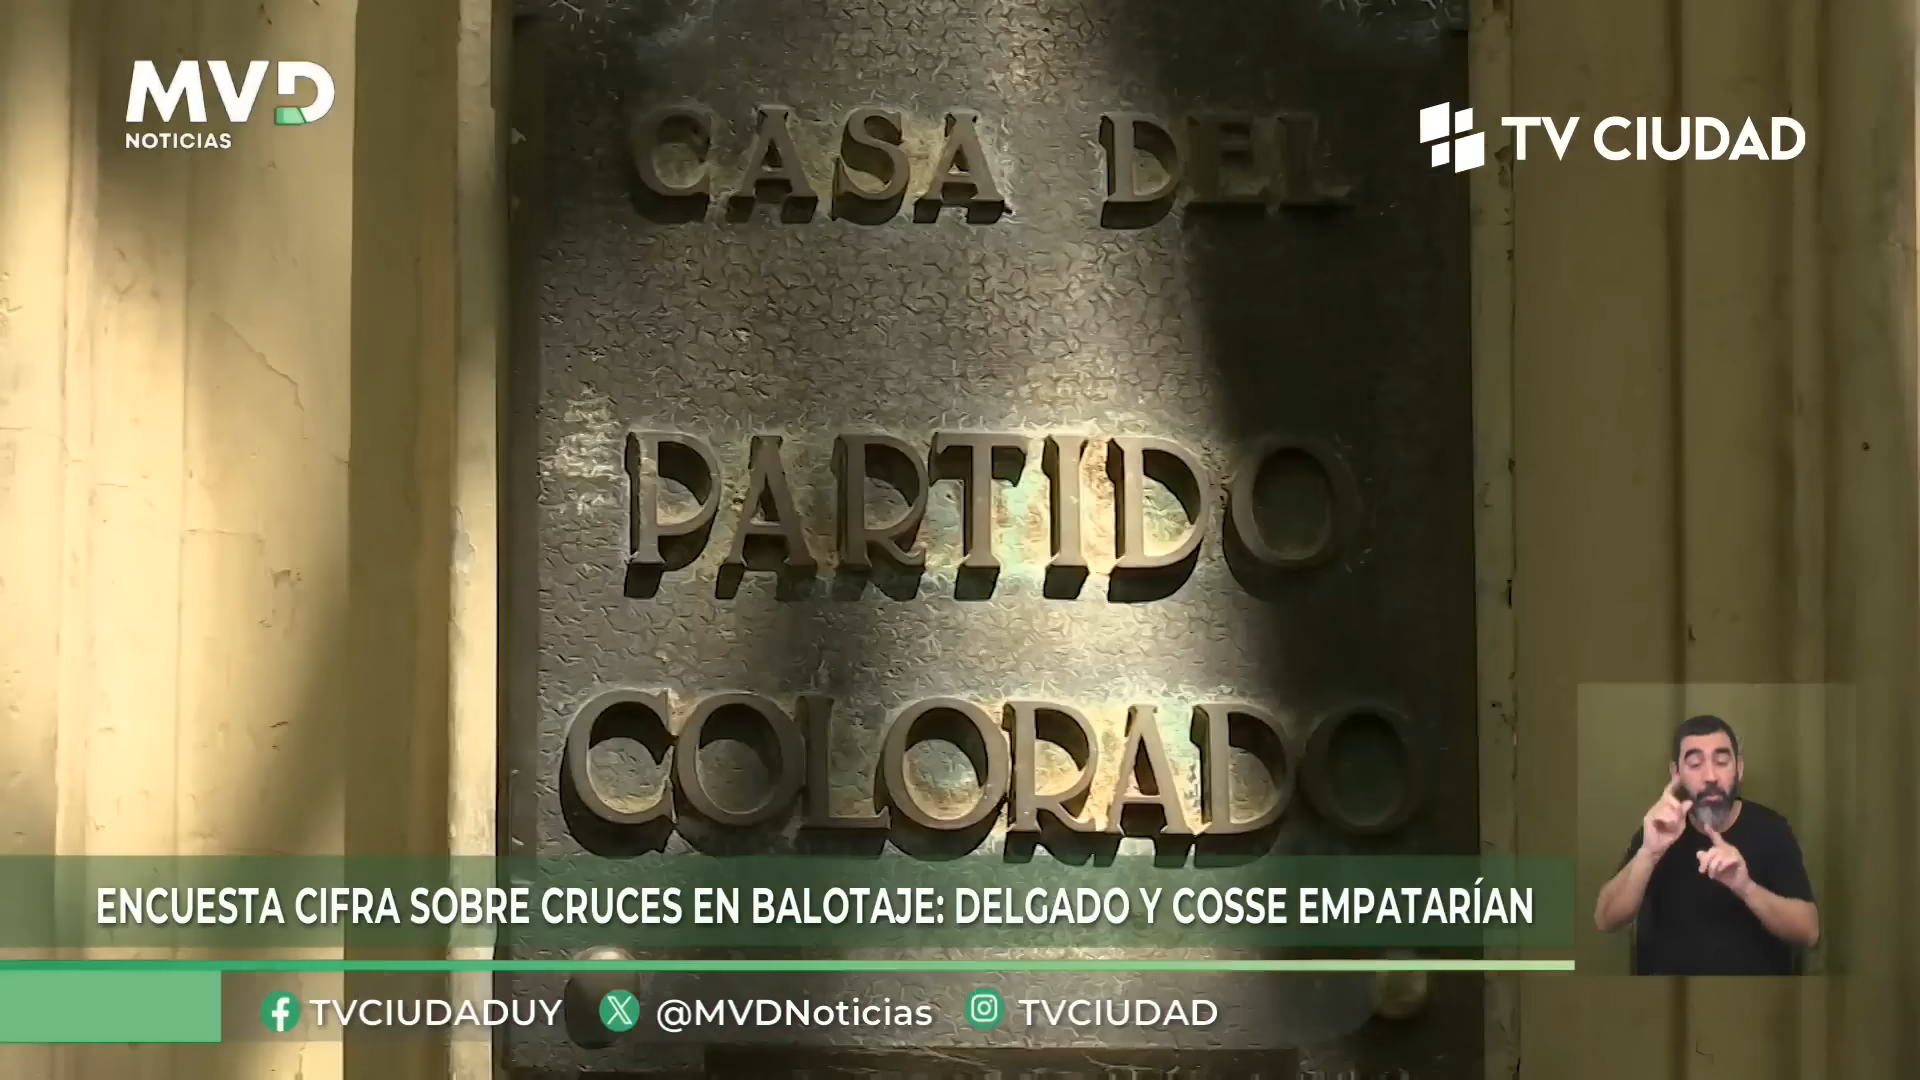 MVD
NOTICIAS
TV CIUDAD
CASA DEL
PARTIDO
COLORADO
ENCUESTA CIFRA SOBRE CRUCES EN BALOTAJE: DELGADO Y COSSE EMPATARÍAN
TVCIUDADUY @MVDNoticias TVCIUDAD